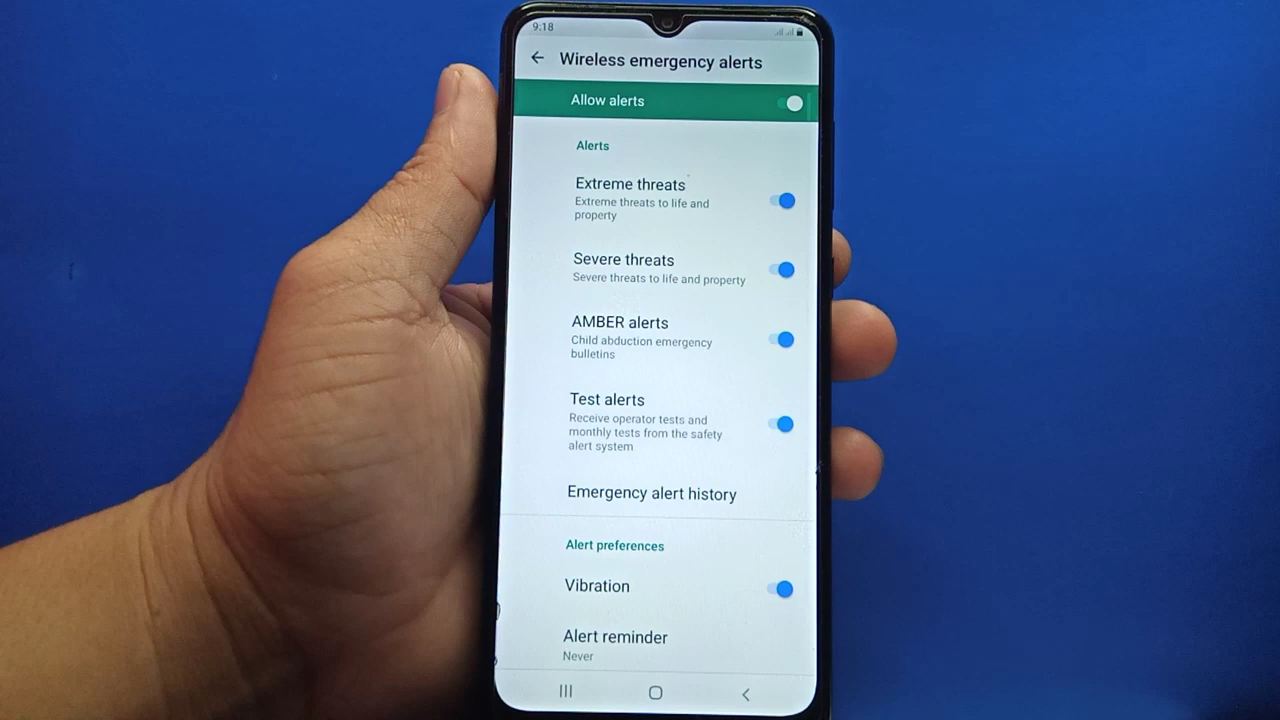 9:18
Wireless emergency alerts
Allow alerts
Alerts
Extreme threats
Extreme threats to life and
property
Severe threats
Severe threats to life and property
AMBER alerts
Child abduction emergency
bulletins
Test alerts
Receive operator tests and
monthly tests from the safety
alert system
Emergency alert history
Alert preferences
Vibration
Alert reminder
Never